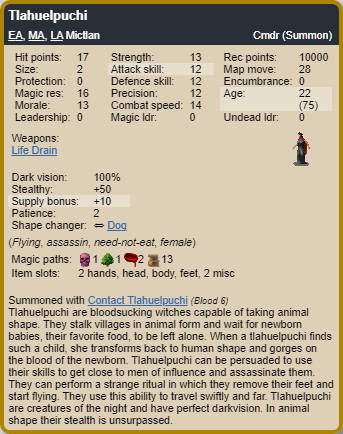 Tlahuelpuchi
EA, MA, LA Mictlan Cmdr (Summon)
Hit points: 17 Strength: 13 Rec points: 10000
Size: 2 Attack skill: 12 Map move: 28
Protection: 0 Defence skill: 12 Encumbrance: 0
Magic res: 16 Precision: 12 Age: 22
Morale: 13 Combat speed: 14 (75)
Leadership: 0 Magic ldr: 0 Undead ldr: 0
Weapons:
Life Drain
Dark vision: 100%
Stealthy: +50
Supply bonus: +10
Patience: 2
Shape changer: ⇔ Dog
(Flying, assassin, need-not-eat, female)
Magic paths: 1 1 2 13
Item slots: 2 hands, head, body, feet, 2 misc
Summoned with Contact Tlahuelpuchi (Blood 6)
Tlahuelpuchi are bloodsucking witches capable of taking animal
shape. They stalk villages in animal form and wait for newborn
babies, their favorite food, to be left alone. When a tlahuelpuchi finds
such a child, she transforms back to human shape and gorges on
the blood of the newborn. Tlahuelpuchi can be persuaded to use
their skills to get close to men of influence and assassinate them.
They can perform a strange ritual in which they remove their feet and
start flying. They use this ability to travel swiftly and far. Tlahuelpuchi
are creatures of the night and have perfect darkvision. In animal
shape their stealth is unsurpassed.